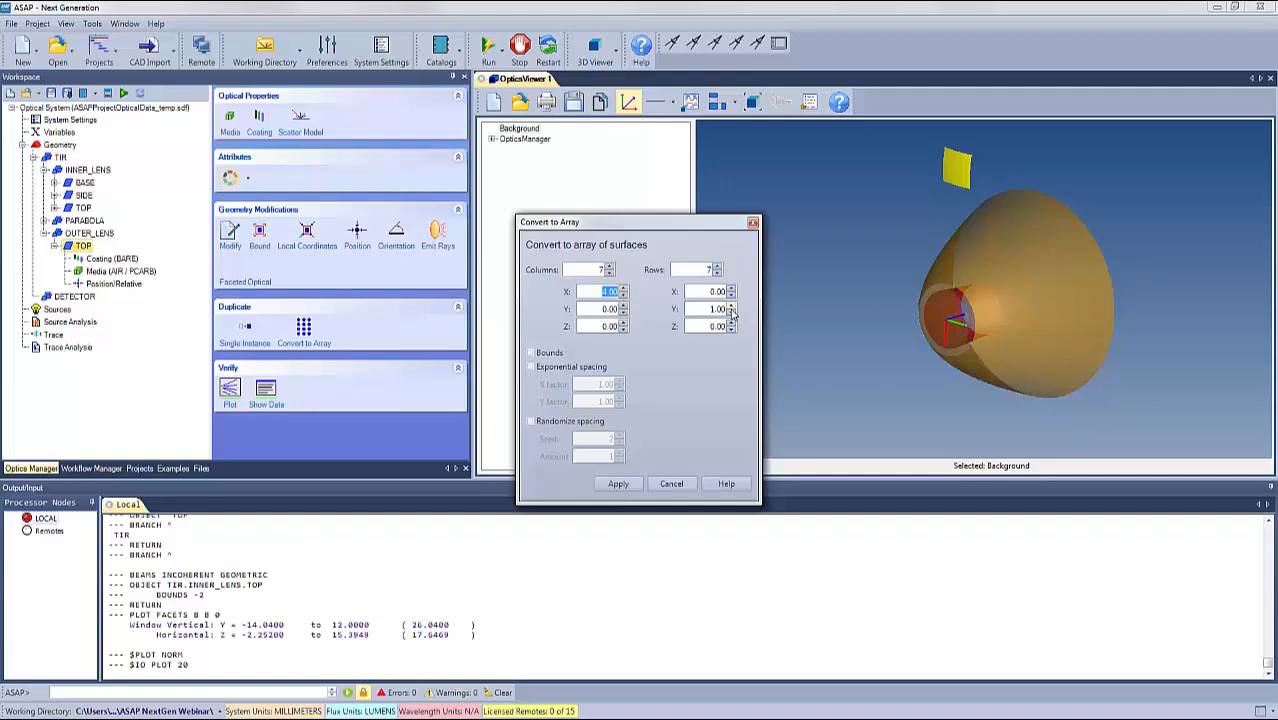 ASAP - Next Generation
File Project View Tools Window Help
New Open Projects CAD Import Remote Working Directory Preferences System Settings Catalogs Run Stop Restart 3D Viewer Help
Workspace
OpticsViewer 1
Optical System (ASAPProjectOpticalData_temp.sdf)
System Settings
Variables
Geometry
TIR
INNER_LENS
BASE
SIDE
TOP
PARABOLA
OUTER_LENS
TOP
Coating (BARE)
Media (AIR / PCARB)
Position/Relative
DETECTOR
Sources
Source Analysis
Trace
Trace Analysis
Optical Properties
Media Coating Scatter Model
Attributes
Geometry Modifications
Modify Bound Local Coordinates Position Orientation Emit Rays
Faceted Optical
Duplicate
Single Instance Convert to Array
Verify
Plot Show Data
Background
OpticsManager
Convert to Array
Convert to array of surfaces
Columns: 7 Rows: 7
X: 4.00 X: 0.00
Y: 0.00 Y: 1.00
Z: 0.00 Z: 0.00
Bounds
Exponential spacing
X factor: 1.00
Y factor: 1.00
Randomize spacing
Seed: 2
Amount: 1
Apply Cancel Help
Selected: Background
Optics Manager Workflow Manager Projects Examples Files
Output/Input
Processor Nodes
LOCAL
Remotes
Local
--- OBJECT 'TOP'
--- BRANCH ^
TIR
--- RETURN
--- BRANCH ^
--- BEAMS INCOHERENT GEOMETRIC
--- OBJECT TIR.INNER_LENS.TOP
BOUNDS -2
--- RETURN
--- PLOT FACETS 8 8 0
Window Vertical: Y = -14.0400 to 12.0000 ( 26.0400 )
Horizontal: Z = -2.25200 to 15.3949 ( 17.6469 )
--- $PLOT NORM
--- $IO PLOT 20
ASAP> Errors: 0 Warnings: 0 Clear
Working Directory: C:\Users\...\ASAP NextGen Webinar\ System Units: MILLIMETERS Flux Units: LUMENS Wavelength Units: N/A Licensed Remotes: 0 of 15